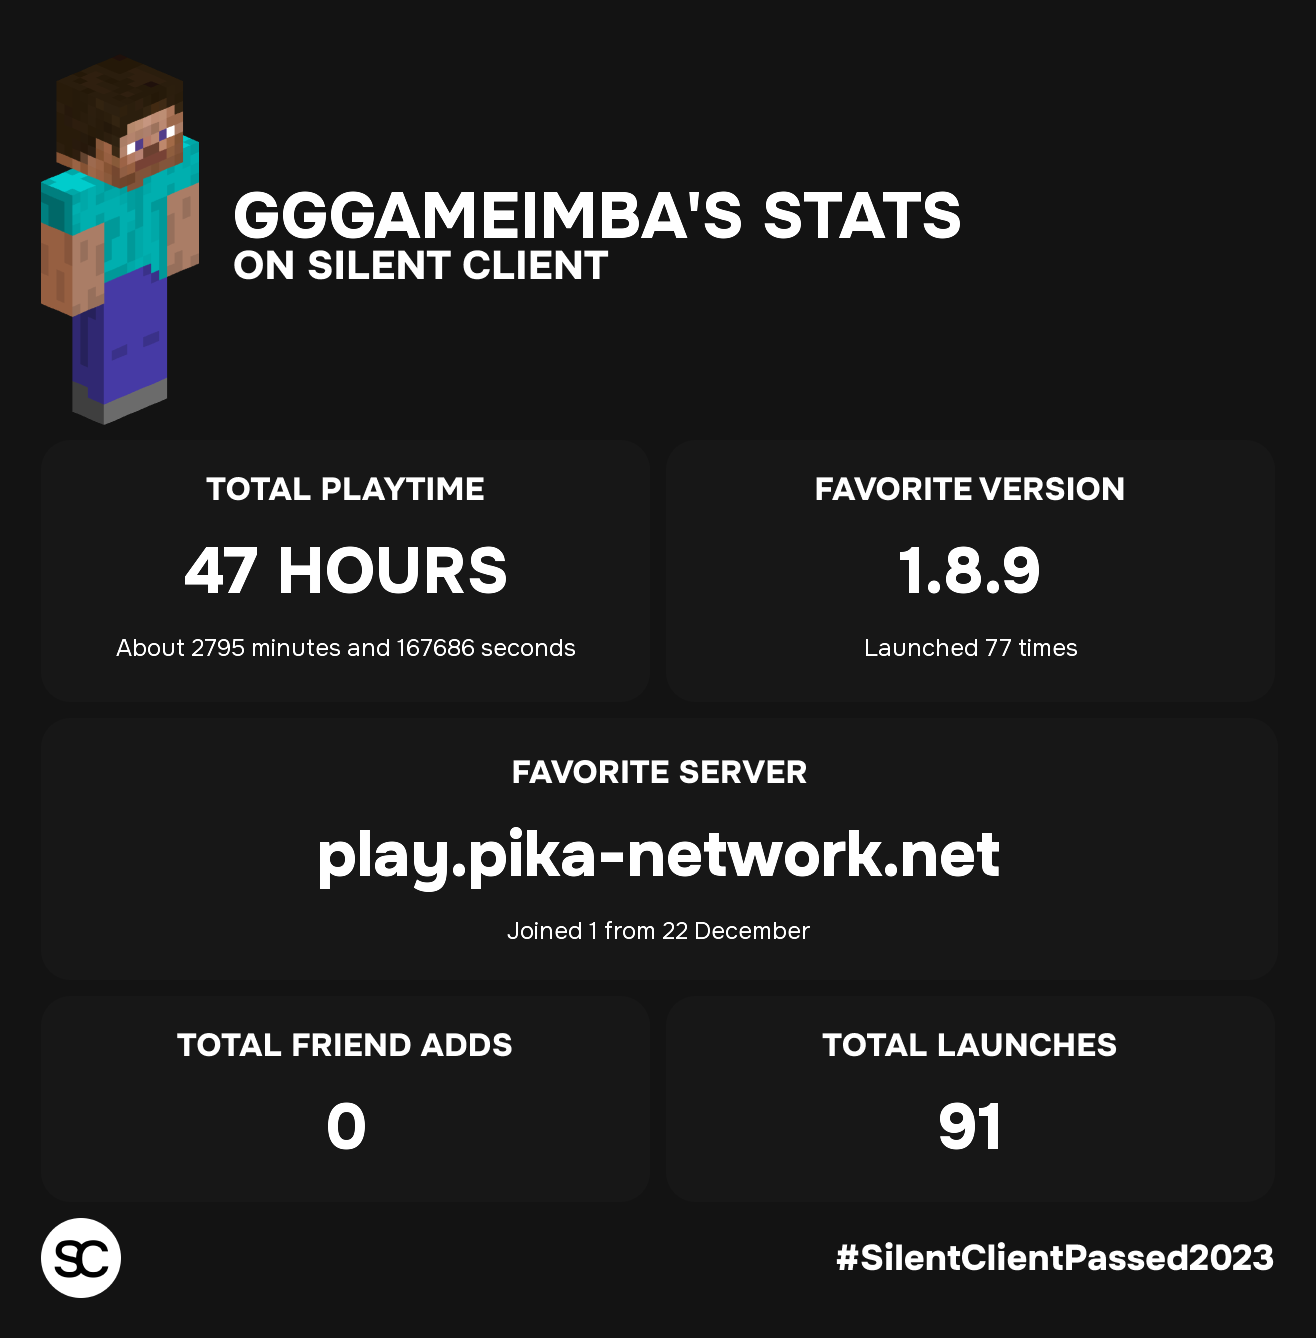 GGGAMEIMBA'S STATS
ON SILENT CLIENT
TOTAL PLAYTIME
47 HOURS
About 2795 minutes and 167686 seconds
FAVORITE VERSION
1.8.9
Launched 77 times
FAVORITE SERVER
play.pika-network.net
Joined 1 from 22 December
TOTAL FRIEND ADDS
0
TOTAL LAUNCHES
91
SC
#SilentClientPassed2023